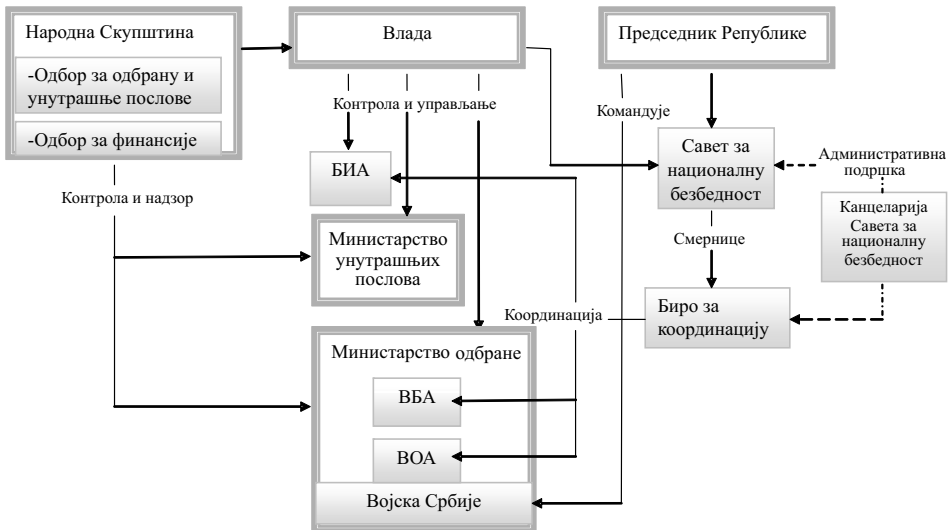 Народна Скупштина
-Одбор за одбрану и
унутрашње послове
-Одбор за финансије
Влада
Председник Републике
Контрола и управљање
Командује
БИА
Савет за
националну
безбедност
Административна
подршка
Контрола и надзор
Министарство
унутрашњих
послова
Смернице
Канцеларија
Савета за
националну
безбедност
Координација
Биро за
координацију
Министарство одбране
ВБА
ВОА
Војска Србије